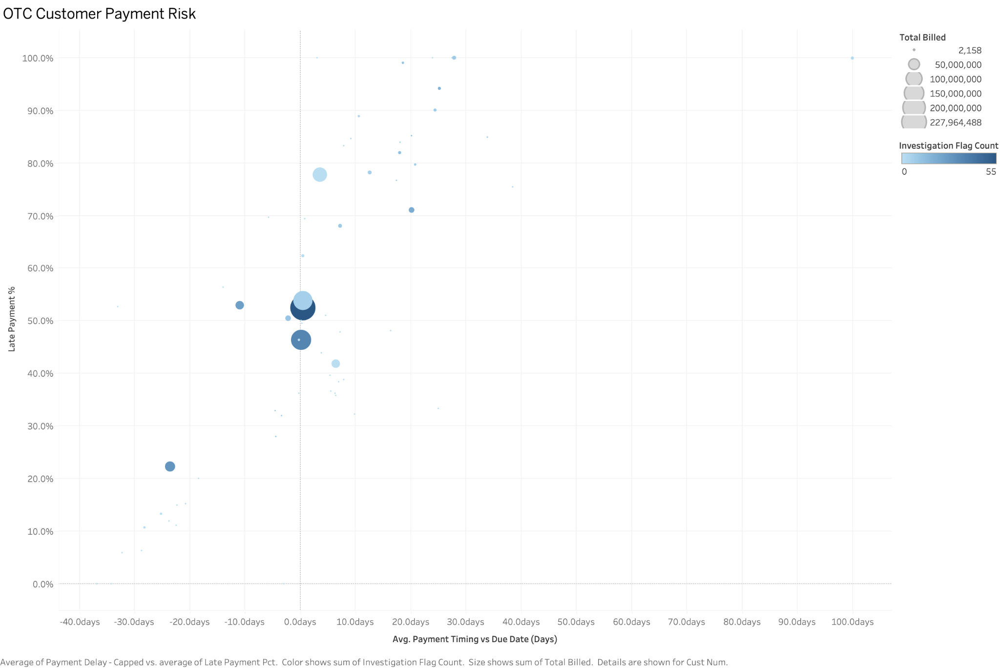 OTC Customer Payment Risk
Total Billed
2,158
50,000,000
100,000,000
150,000,000
200,000,000
227,964,488
Investigation Flag Count
0 55
Late Payment %
100.0%
90.0%
80.0%
70.0%
60.0%
50.0%
40.0%
30.0%
20.0%
10.0%
0.0%
-40.0days -30.0days -20.0days -10.0days 0.0days 10.0days 20.0days 30.0days 40.0days 50.0days 60.0days 70.0days 80.0days 90.0days 100.0days
Avg. Payment Timing vs Due Date (Days)
Average of Payment Delay - Capped vs. average of Late Payment Pct.  Color shows sum of Investigation Flag Count.  Size shows sum of Total Billed.  Details are shown for Cust Num.